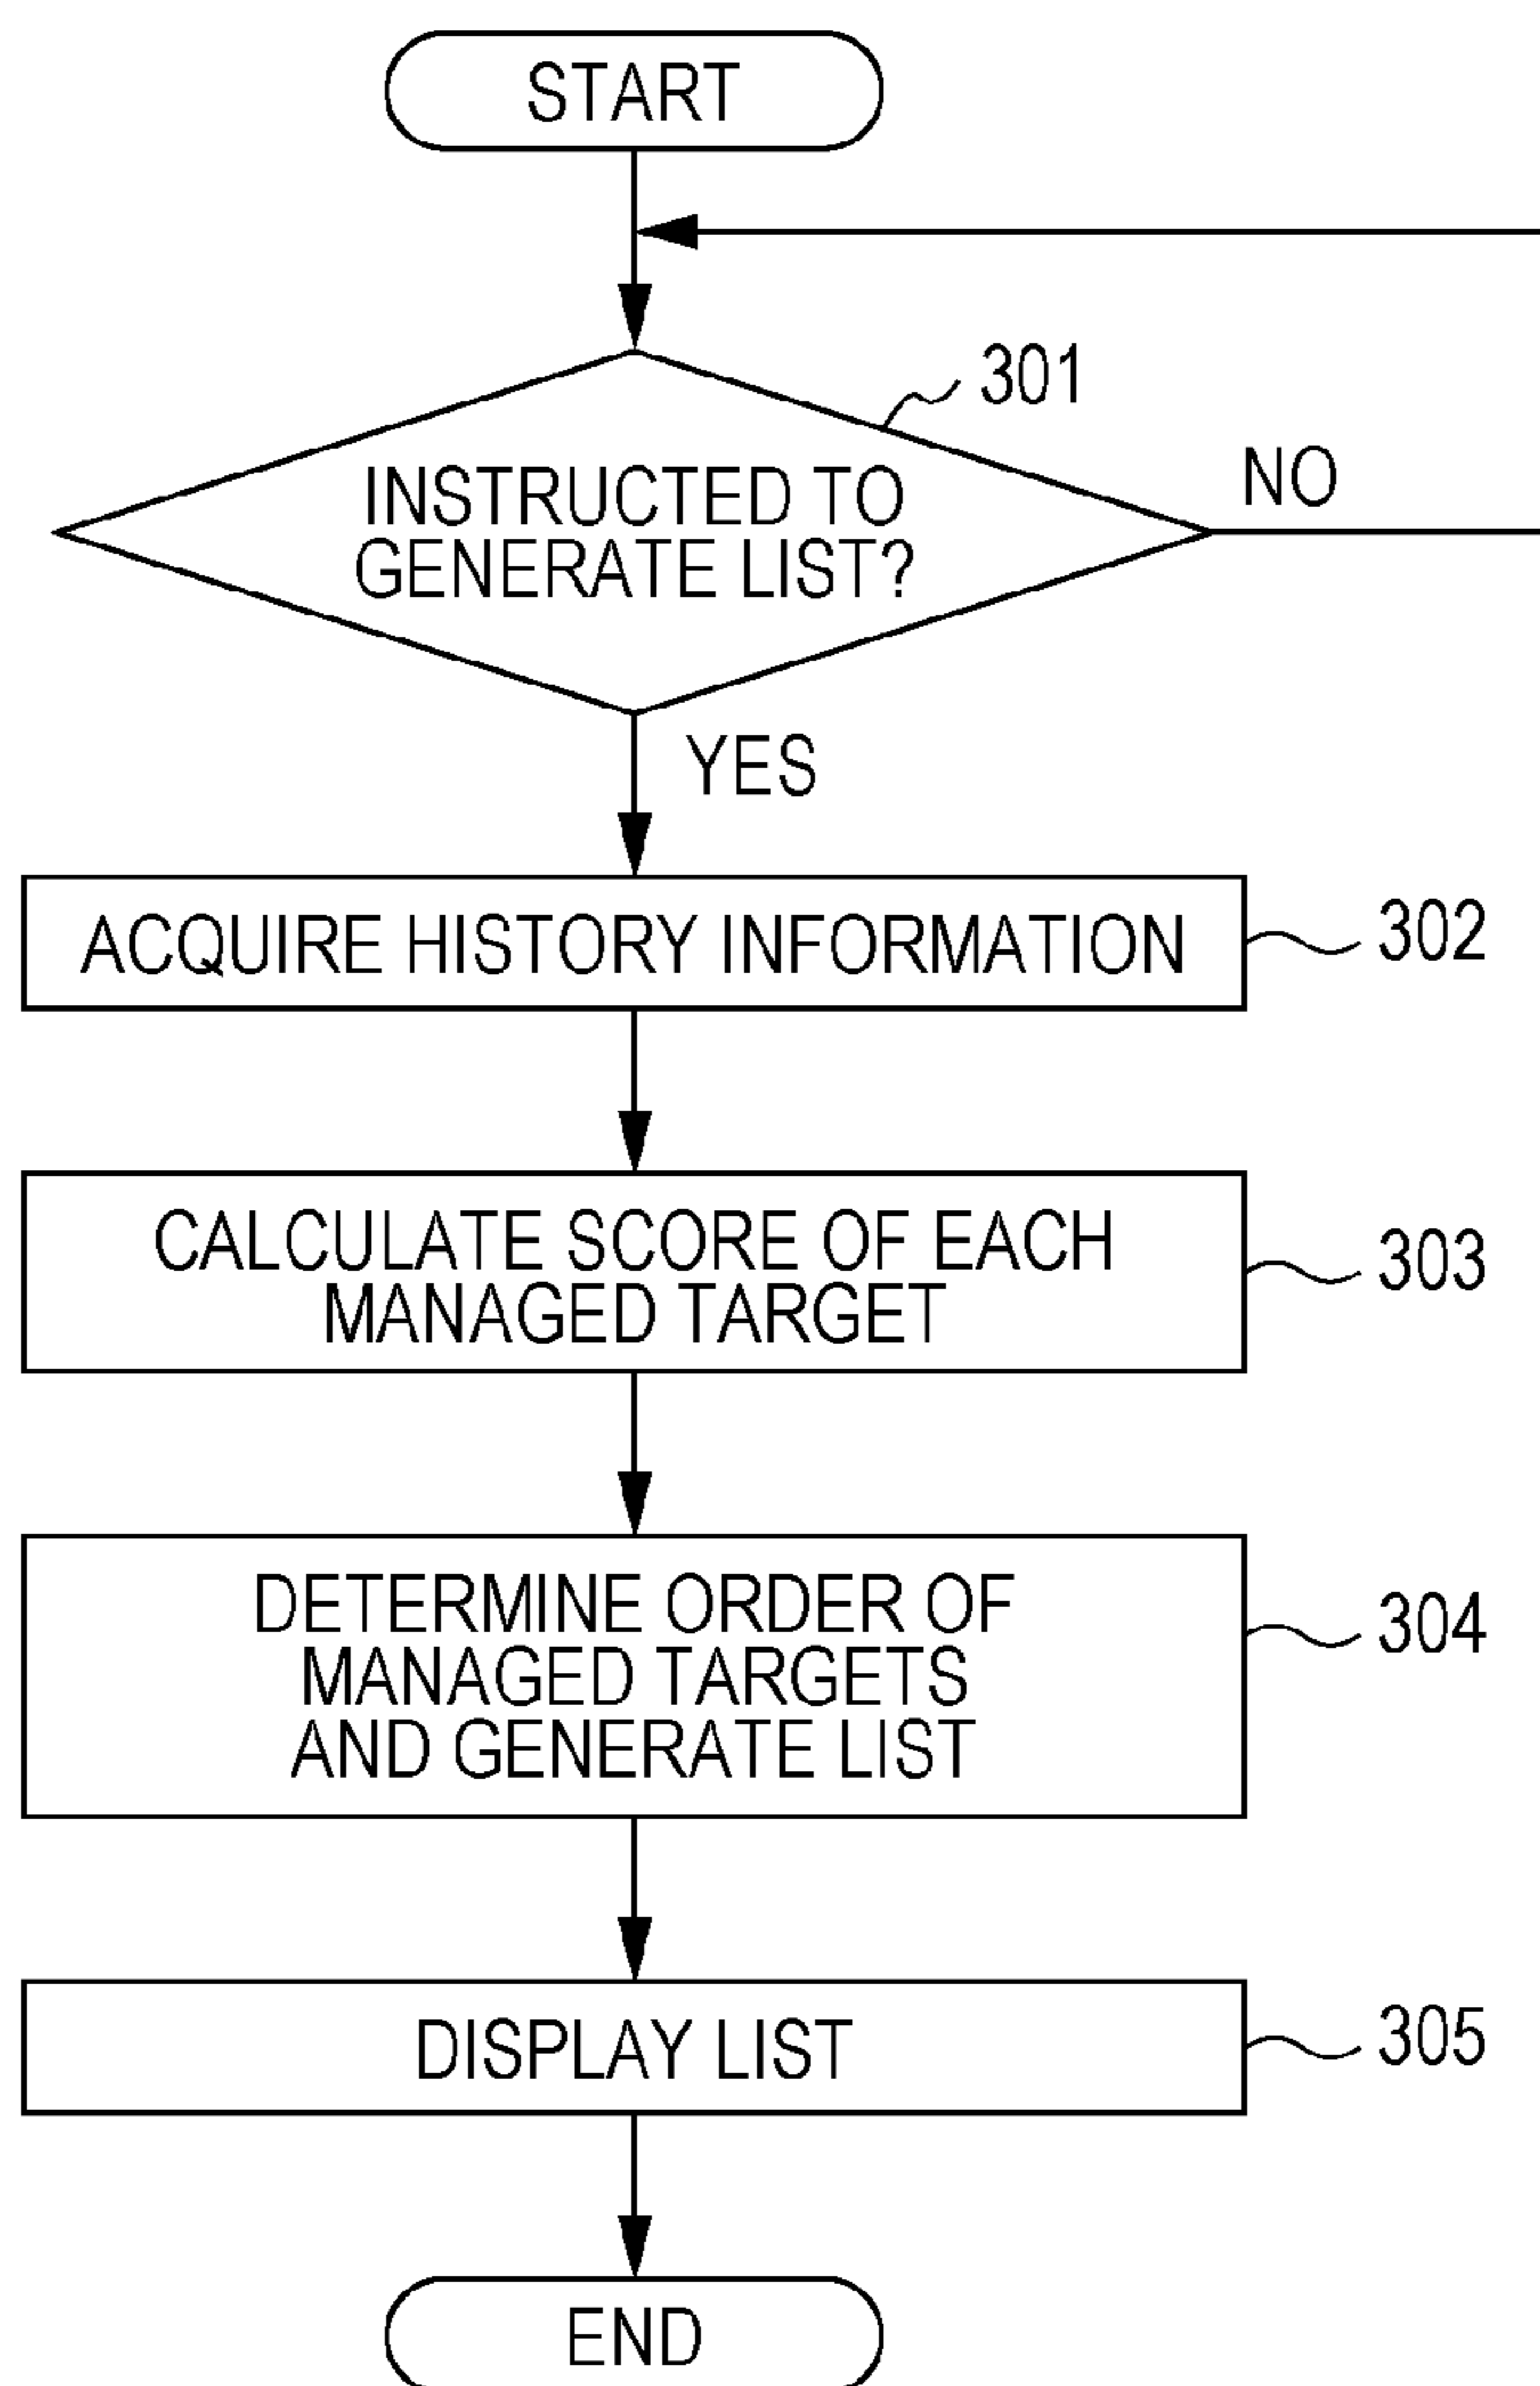 START
301
INSTRUCTED TO
GENERATE LIST?
NO
YES
ACQUIRE HISTORY INFORMATION
302
CALCULATE SCORE OF EACH
MANAGED TARGET
303
DETERMINE ORDER OF
MANAGED TARGETS
AND GENERATE LIST
304
DISPLAY LIST
305
END